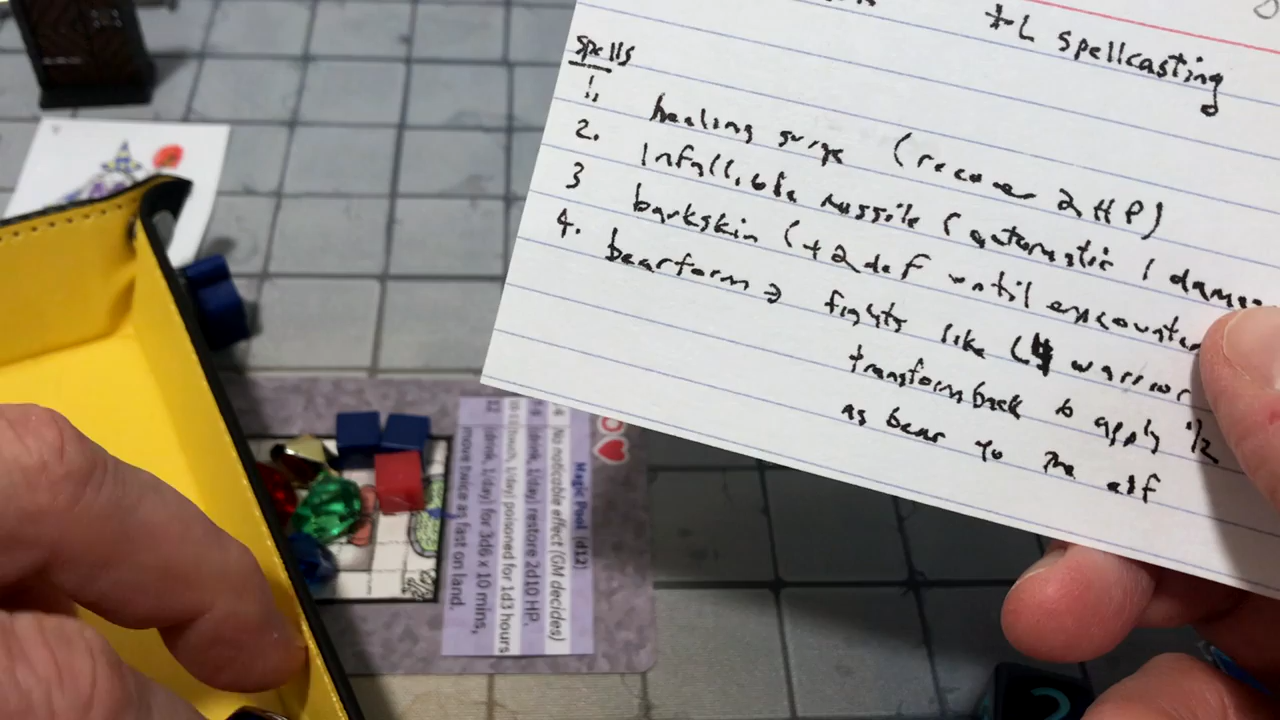 +L spellcasting
spells
1. healing surge (recover 2 HP)
2. Infallible missile (automatic 1 damage
3 barkskin (+2 def until encounter
4. bearform → fights like L4 warrior
transform back to apply 1/2
as bear to the elf
Magic Pool (d12)
No noticeable effect (GM decides)
(drink, 1/day) restore 2d10 HP.
1/day) poisoned for 1d3 hours
12 (drink, 1/day) for 3d6 x 10 mins,
move twice as fast on land.